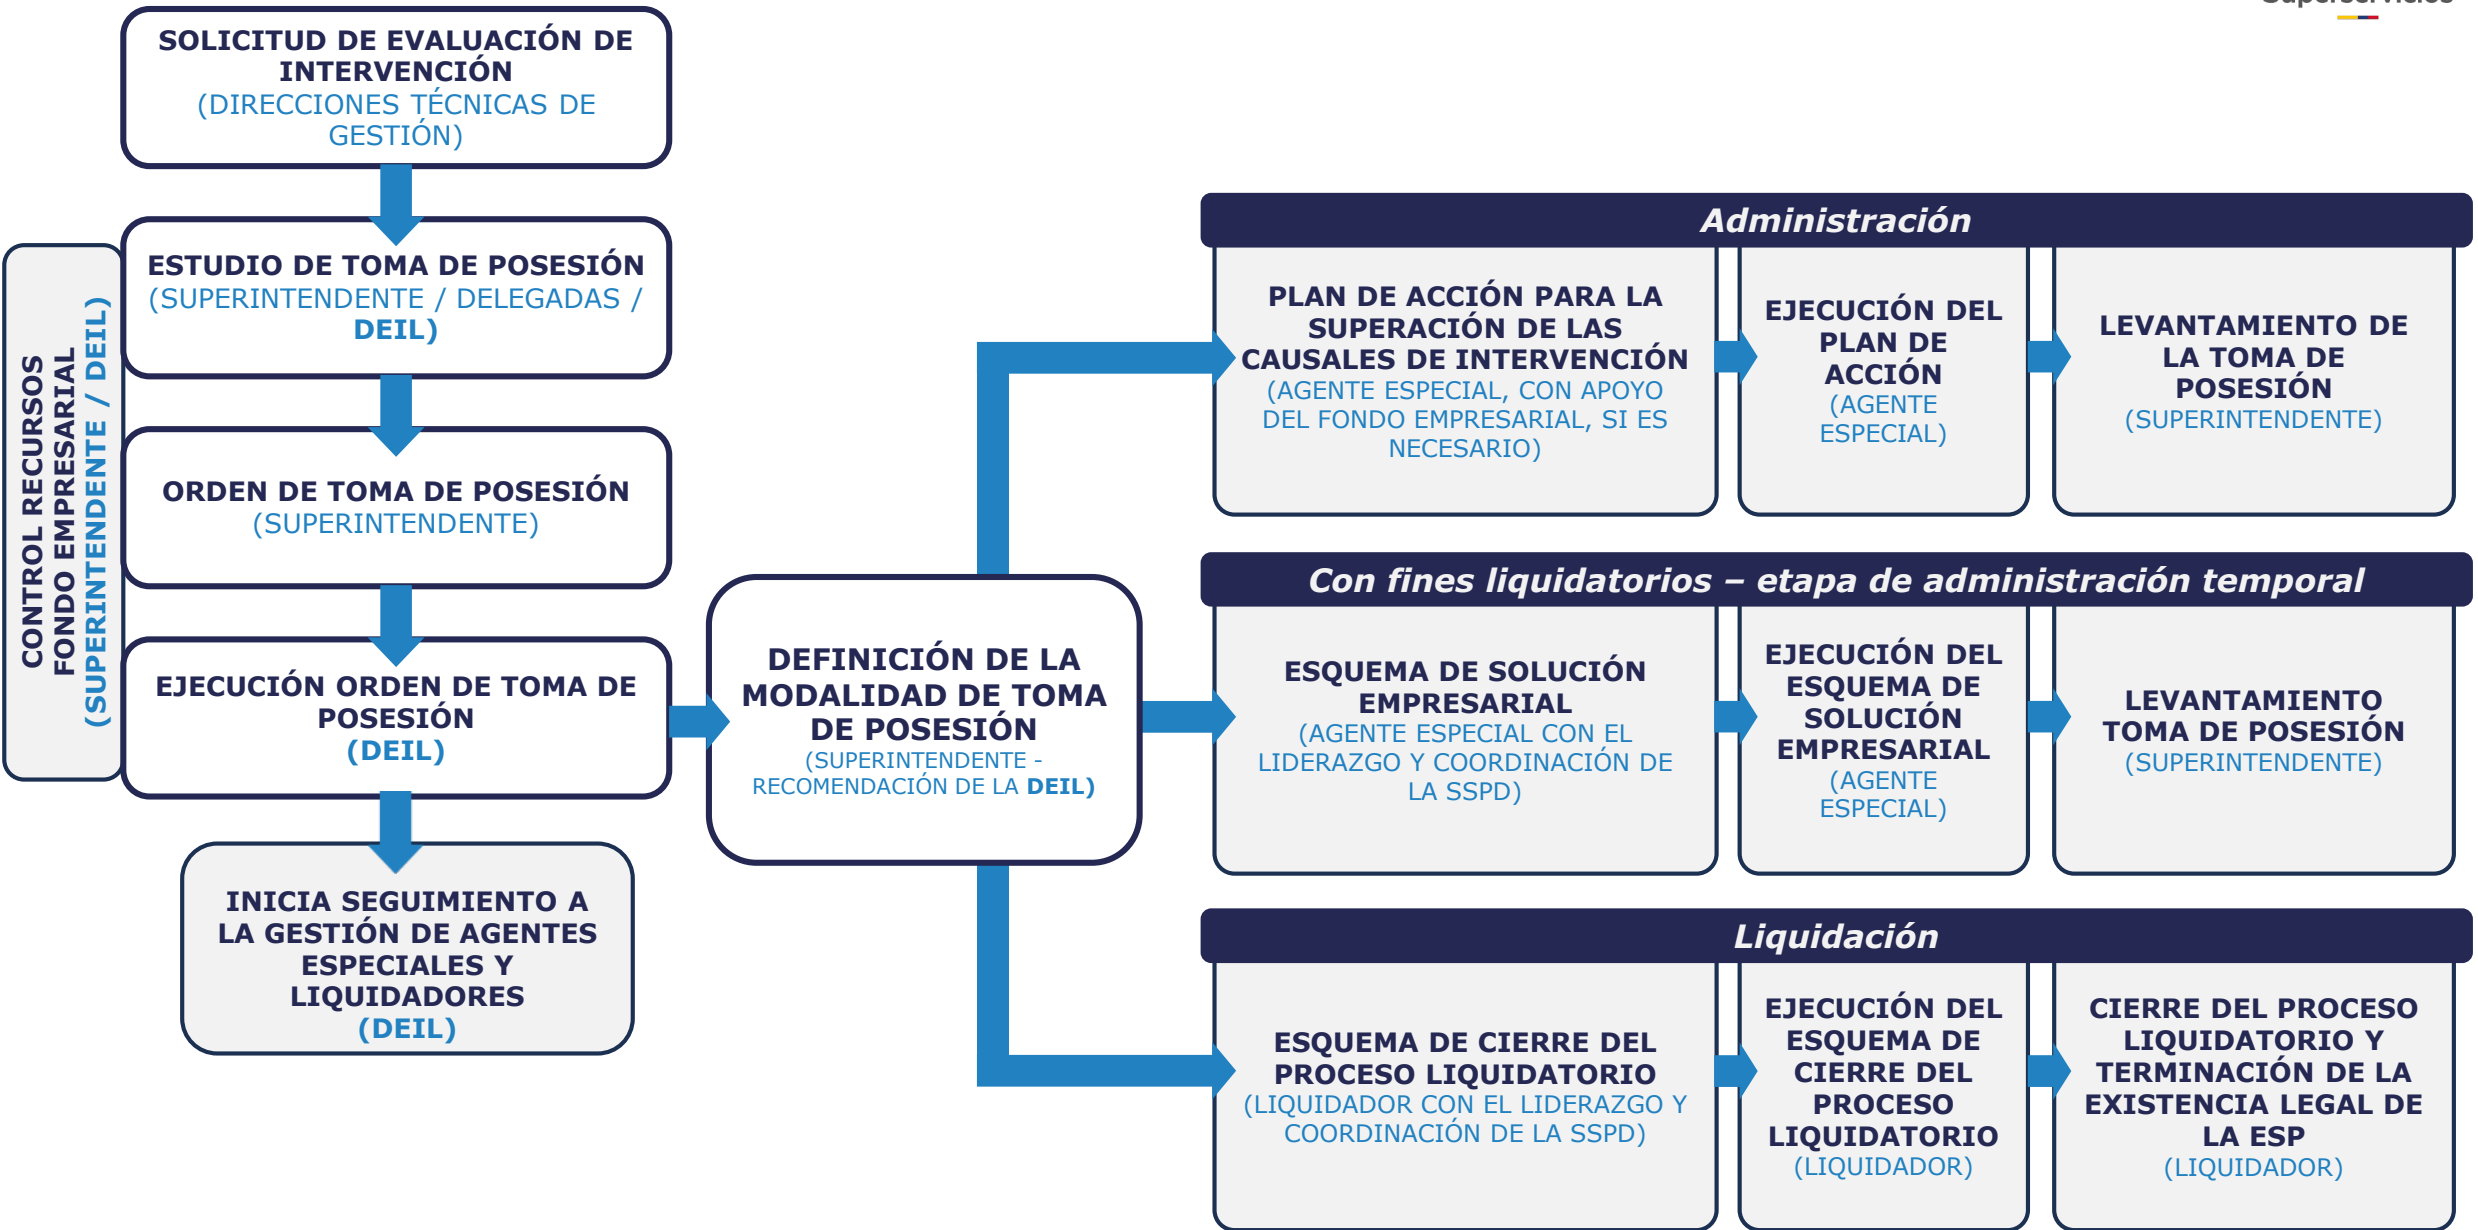 Superservicios
SOLICITUD DE EVALUACIÓN DE
INTERVENCIÓN
(DIRECCIONES TÉCNICAS DE
GESTIÓN)
CONTROL RECURSOS
FONDO EMPRESARIAL
(SUPERINTENDENTE / DEIL)
ESTUDIO DE TOMA DE POSESIÓN
(SUPERINTENDENTE / DELEGADAS /
DEIL)
ORDEN DE TOMA DE POSESIÓN
(SUPERINTENDENTE)
EJECUCIÓN ORDEN DE TOMA DE
POSESIÓN
(DEIL)
INICIA SEGUIMIENTO A
LA GESTIÓN DE AGENTES
ESPECIALES Y
LIQUIDADORES
(DEIL)
DEFINICIÓN DE LA
MODALIDAD DE TOMA
DE POSESIÓN
(SUPERINTENDENTE -
RECOMENDACIÓN DE LA DEIL)
Administración
PLAN DE ACCIÓN PARA LA
SUPERACIÓN DE LAS
CAUSALES DE INTERVENCIÓN
(AGENTE ESPECIAL, CON APOYO
DEL FONDO EMPRESARIAL, SI ES
NECESARIO)
EJECUCIÓN DEL
PLAN DE
ACCIÓN
(AGENTE
ESPECIAL)
LEVANTAMIENTO DE
LA TOMA DE
POSESIÓN
(SUPERINTENDENTE)
Con fines liquidatorios – etapa de administración temporal
ESQUEMA DE SOLUCIÓN
EMPRESARIAL
(AGENTE ESPECIAL CON EL
LIDERAZGO Y COORDINACIÓN DE
LA SSPD)
EJECUCIÓN DEL
ESQUEMA DE
SOLUCIÓN
EMPRESARIAL
(AGENTE
ESPECIAL)
LEVANTAMIENTO
TOMA DE POSESIÓN
(SUPERINTENDENTE)
Liquidación
ESQUEMA DE CIERRE DEL
PROCESO LIQUIDATORIO
(LIQUIDADOR CON EL LIDERAZGO Y
COORDINACIÓN DE LA SSPD)
EJECUCIÓN DEL
ESQUEMA DE
CIERRE DEL
PROCESO
LIQUIDATORIO
(LIQUIDADOR)
CIERRE DEL PROCESO
LIQUIDATORIO Y
TERMINACIÓN DE LA
EXISTENCIA LEGAL DE
LA ESP
(LIQUIDADOR)